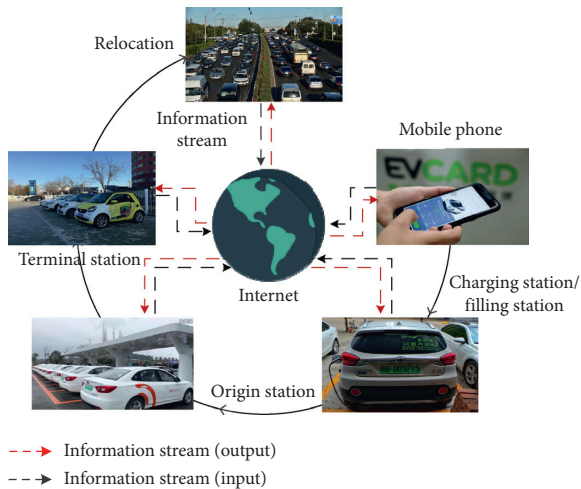 Relocation
Information
stream
Mobile phone
EVCARD
Terminal station
Internet
Charging station/
filling station
Origin station
Information stream (output)
Information stream (input)